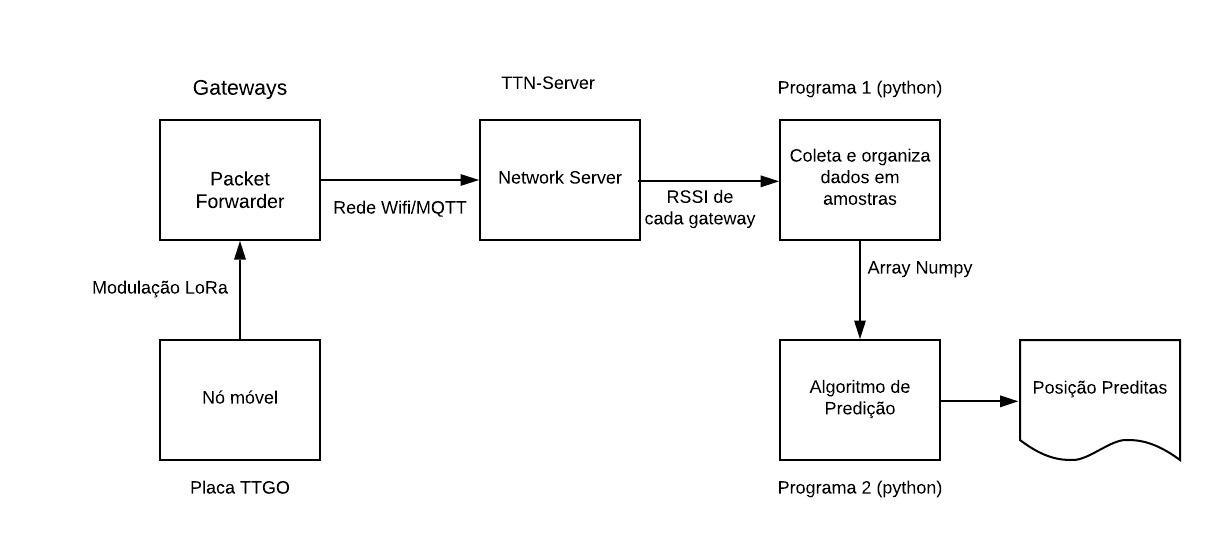 Gateways
TTN-Server
Programa 1 (python)
Packet
Forwarder
Rede Wifi/MQTT
Network Server
RSSI de
cada gateway
Coleta e organiza
dados em
amostras
Modulação LoRa
Array Numpy
Nó móvel
Algoritmo de
Predição
Posição Preditas
Placa TTGO
Programa 2 (python)